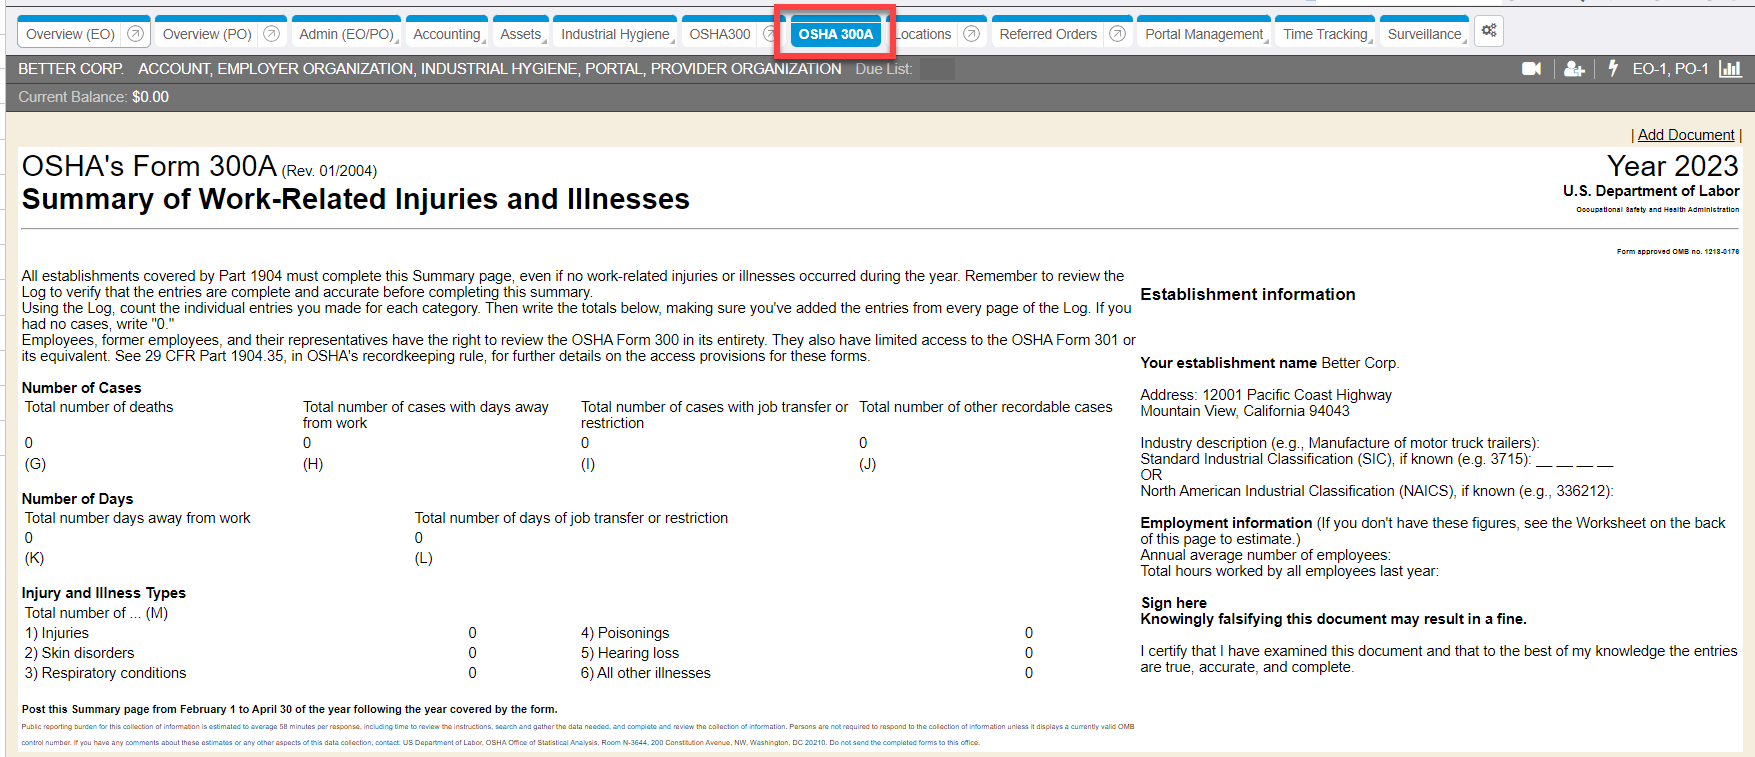 Overview (EO) Overview (PO) Admin (EO/PO) Accounting Assets Industrial Hygiene OSHA300 OSHA 300A Locations Referred Orders Portal Management Time Tracking Surveillance
BETTER CORP. ACCOUNT, EMPLOYER ORGANIZATION, INDUSTRIAL HYGIENE, PORTAL, PROVIDER ORGANIZATION Due List: EO-1, PO-1
Current Balance: $0.00
| Add Document |
OSHA's Form 300A (Rev. 01/2004)
Year 2023
Summary of Work-Related Injuries and Illnesses
U.S. Department of Labor
Occupational Safety and Health Administration
Form approved OMB no. 1218-0176
All establishments covered by Part 1904 must complete this Summary page, even if no work-related injuries or illnesses occurred during the year. Remember to review the
Log to verify that the entries are complete and accurate before completing this summary.
Using the Log, count the individual entries you made for each category. Then write the totals below, making sure you've added the entries from every page of the Log. If you
had no cases, write "0."
Employees, former employees, and their representatives have the right to review the OSHA Form 300 in its entirety. They also have limited access to the OSHA Form 301 or
its equivalent. See 29 CFR Part 1904.35, in OSHA's recordkeeping rule, for further details on the access provisions for these forms.
Number of Cases
Total number of deaths
0
(G)
Total number of cases with days away
from work
0
(H)
Total number of cases with job transfer or
restriction
0
(I)
Total number of other recordable cases
0
(J)
Number of Days
Total number days away from work
0
(K)
Total number of days of job transfer or restriction
0
(L)
Injury and Illness Types
Total number of ... (M)
1) Injuries 0 4) Poisonings 0
2) Skin disorders 0 5) Hearing loss 0
3) Respiratory conditions 0 6) All other illnesses 0
Post this Summary page from February 1 to April 30 of the year following the year covered by the form.
Public reporting burden for this collection of information is estimated to average 58 minutes per response, including time to review the instructions, search and gather the data needed, and complete and review the collection of information. Persons are not required to respond to the collection of information unless it displays a currently valid OMB
control number. If you have any comments about these estimates or any other aspects of this data collection, contact: US Department of Labor, OSHA Office of Statistical Analysis, Room N-3644, 200 Constitution Avenue, NW, Washington, DC 20210. Do not send the completed forms to this office.
Establishment information
Your establishment name Better Corp.
Address: 12001 Pacific Coast Highway
Mountain View, California 94043
Industry description (e.g., Manufacture of motor truck trailers):
Standard Industrial Classification (SIC), if known (e.g. 3715): __ __ __ __
OR
North American Industrial Classification (NAICS), if known (e.g., 336212):
Employment information (If you don't have these figures, see the Worksheet on the back
of this page to estimate.)
Annual average number of employees:
Total hours worked by all employees last year:
Sign here
Knowingly falsifying this document may result in a fine.
I certify that I have examined this document and that to the best of my knowledge the entries
are true, accurate, and complete.